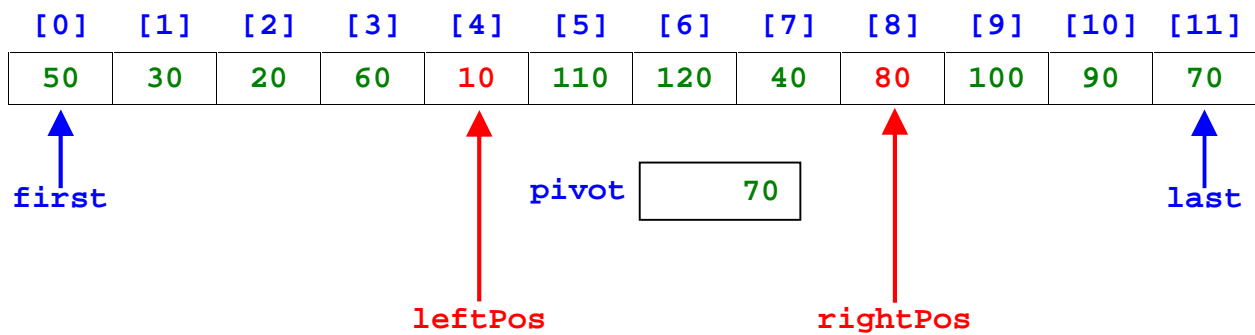 [0] [1] [2] [3] [4] [5] [6] [7] [8] [9] [10] [11]
50 30 20 60 10 110 120 40 80 100 90 70
first pivot 70 last
leftPos rightPos